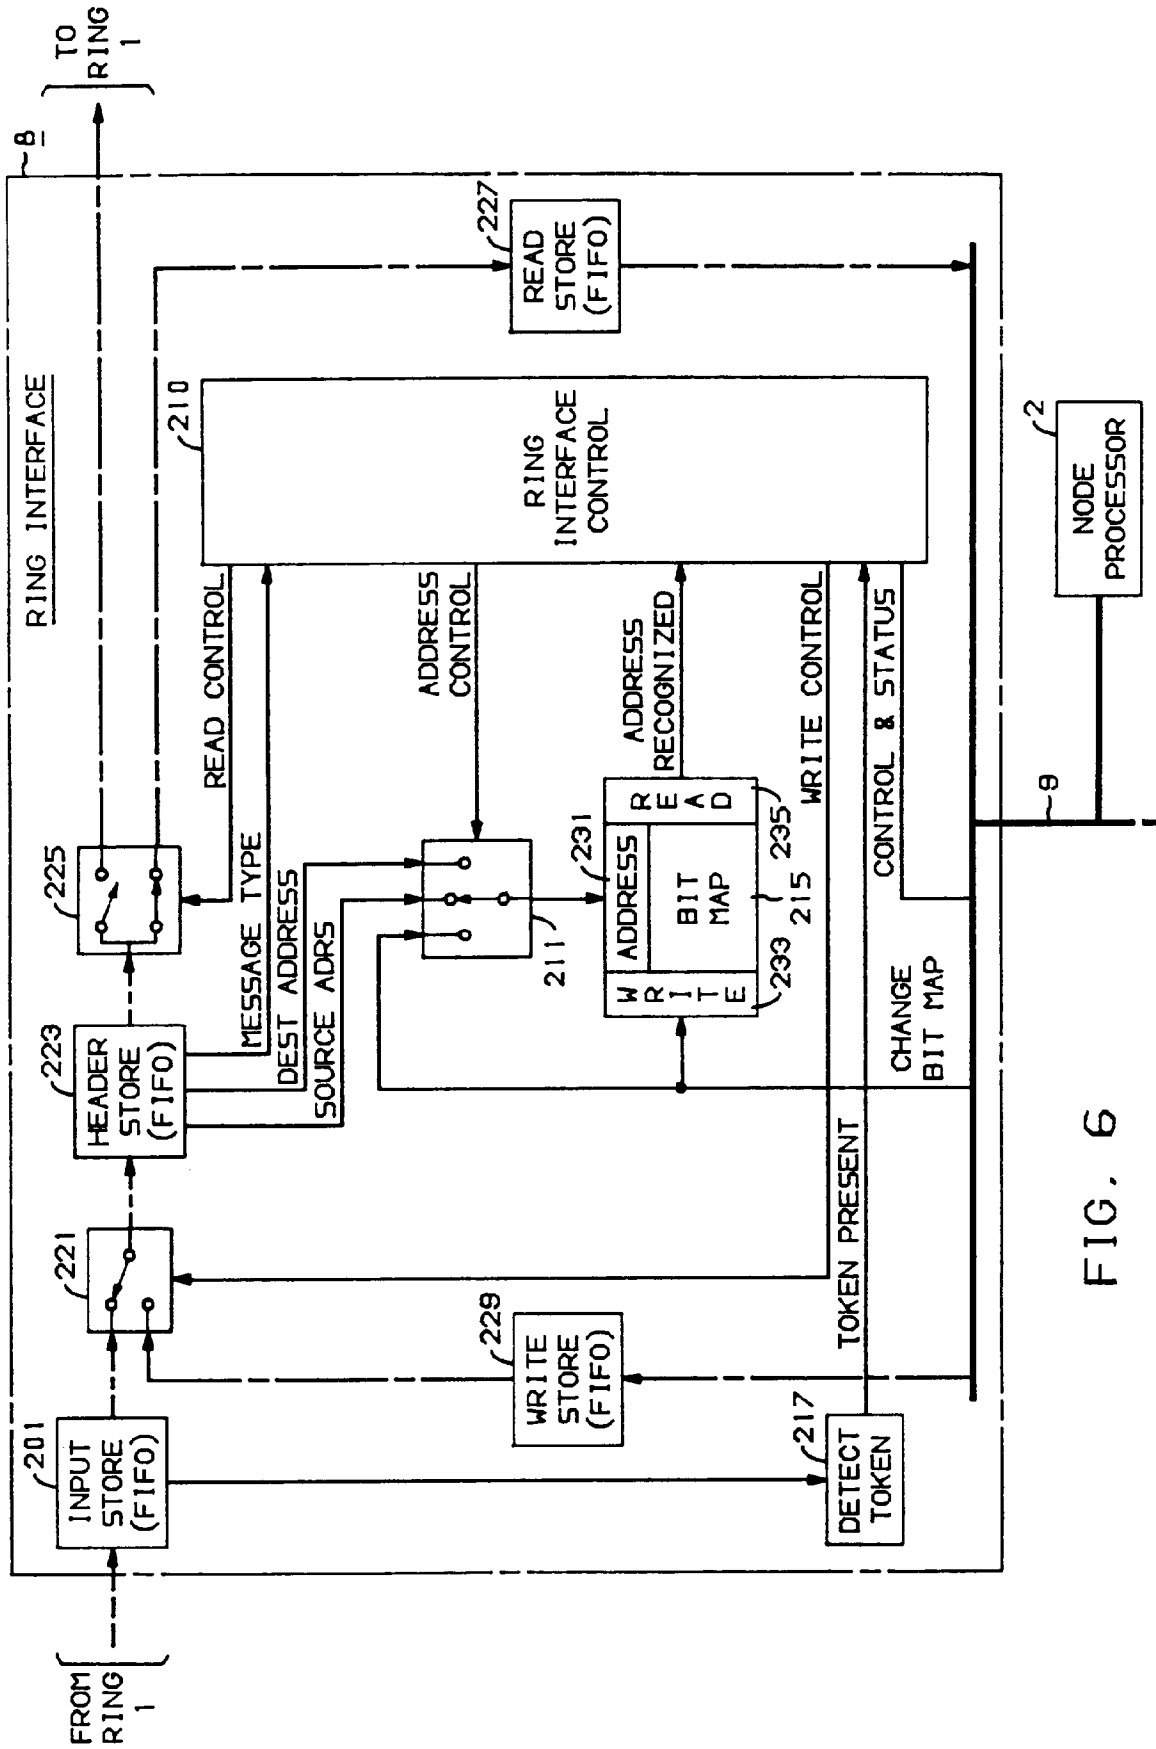 RING INTERFACE
8
FROM
RING
1
TO
RING
1
201
INPUT
STORE
(FIFO)
221
223
HEADER
STORE
(FIFO)
225
READ CONTROL
MESSAGE TYPE
DEST ADDRESS
SOURCE ADRS
210
RING
INTERFACE
CONTROL
227
READ
STORE
(FIFO)
ADDRESS
CONTROL
211
229
WRITE
STORE
(FIFO)
231
ADDRESS
WRITE
BIT
MAP
READ
233
215
235
ADDRESS
RECOGNIZED
WRITE CONTROL
217
DETECT
TOKEN
TOKEN PRESENT
CONTROL & STATUS
CHANGE
BIT MAP
9
2
NODE
PROCESSOR
FIG. 6